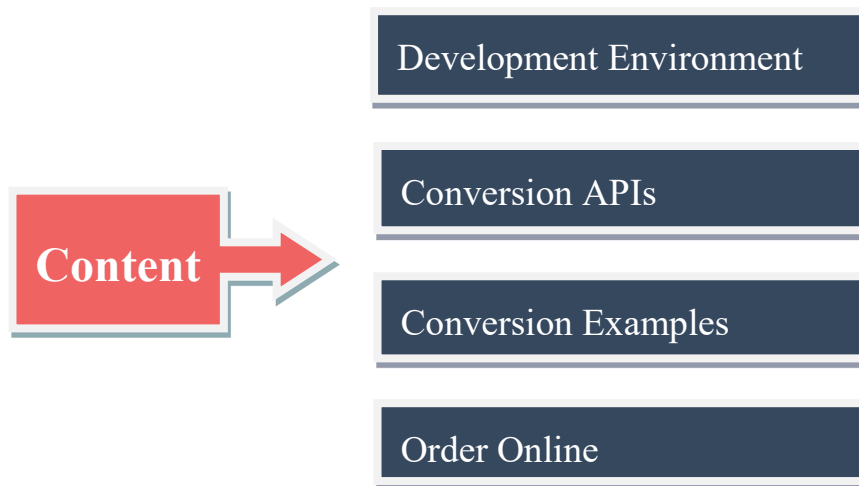 Development Environment
Conversion APIs
Content
Conversion Examples
Order Online